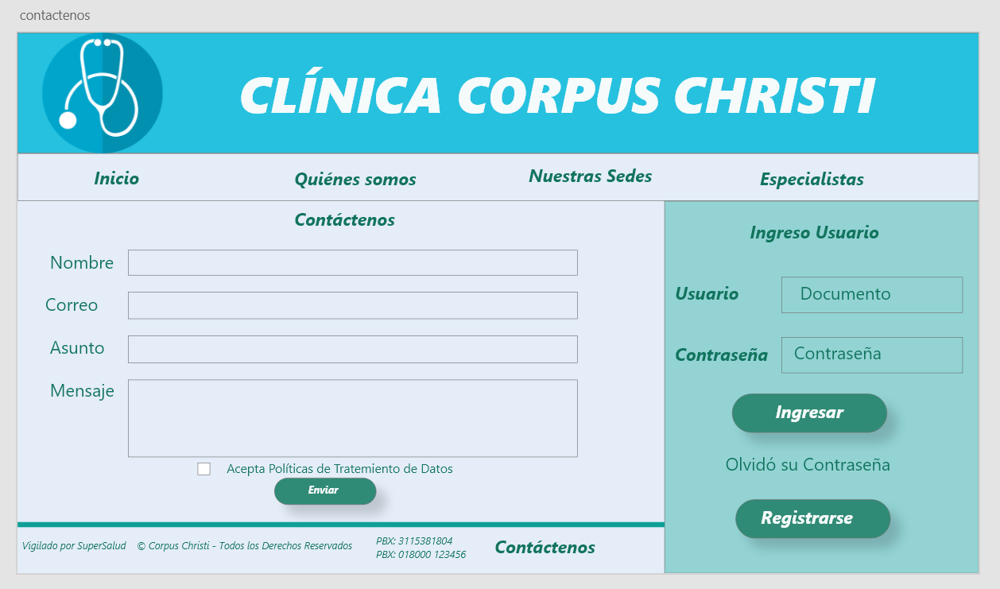 contactenos
CLÍNICA CORPUS CHRISTI
Inicio
Quiénes somos
Nuestras Sedes
Especialistas
Contáctenos
Nombre
Correo
Asunto
Mensaje
Acepta Políticas de Tratemiento de Datos
Enviar
Ingreso Usuario
Usuario
Documento
Contraseña
Contraseña
Ingresar
Olvidó su Contraseña
Registrarse
Vigilado por SuperSalud
© Corpus Christi - Todos los Derechos Reservados
PBX: 3115381804
PBX: 018000 123456
Contáctenos